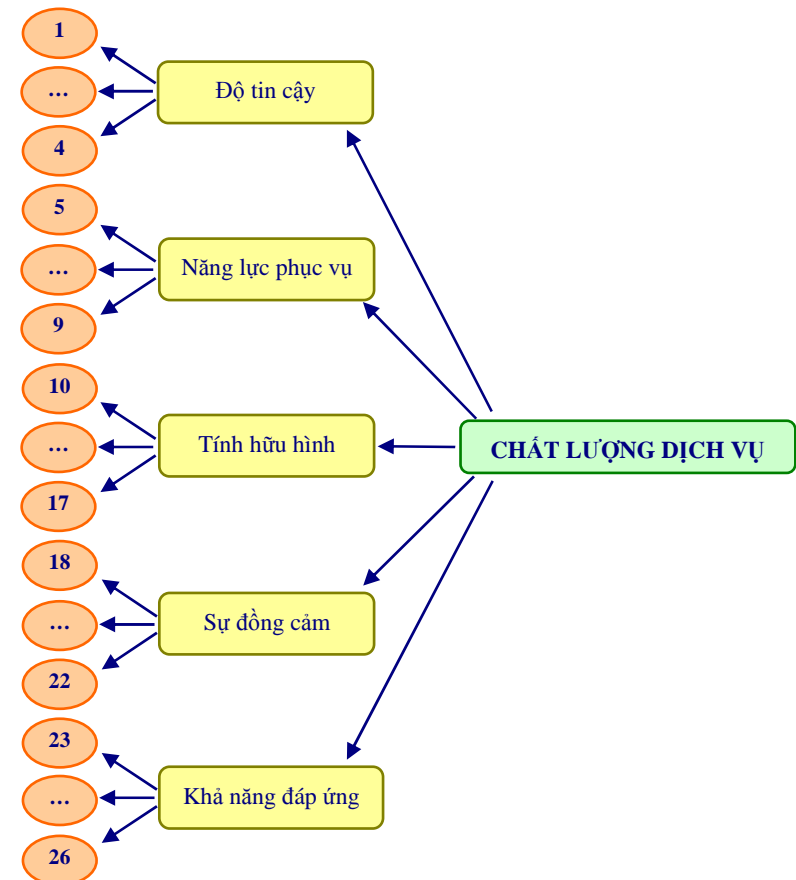 1
...
Độ tin cậy
4
5
...
Năng lực phục vụ
9
10
...
Tính hữu hình
CHẤT LƯỢNG DỊCH VỤ
17
18
...
Sự đồng cảm
22
23
...
Khả năng đáp ứng
26